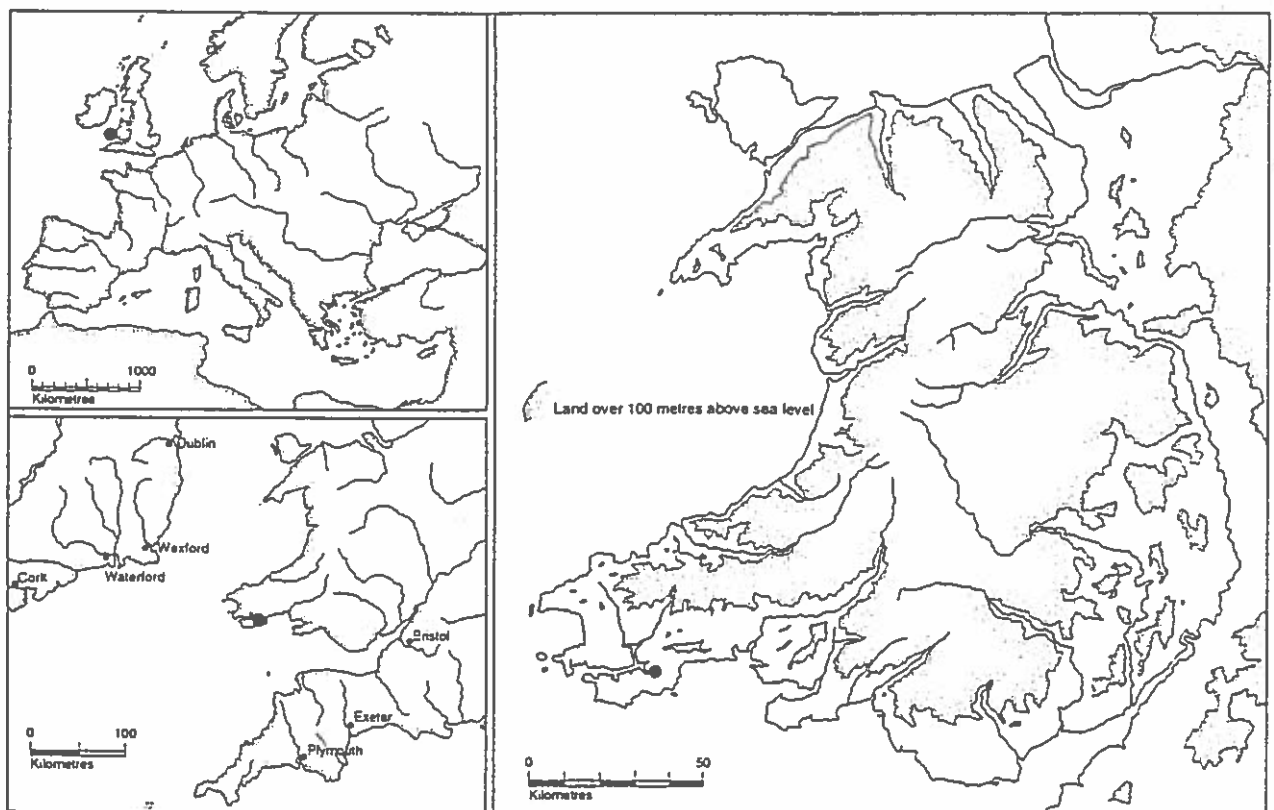 0 1000
Kilometres
Dublin
Wexford
Waterford
Cork
Bristol
Exeter
Plymouth
0 100
Kilometres
Land over 100 metres above sea level
0 50
Kilometres